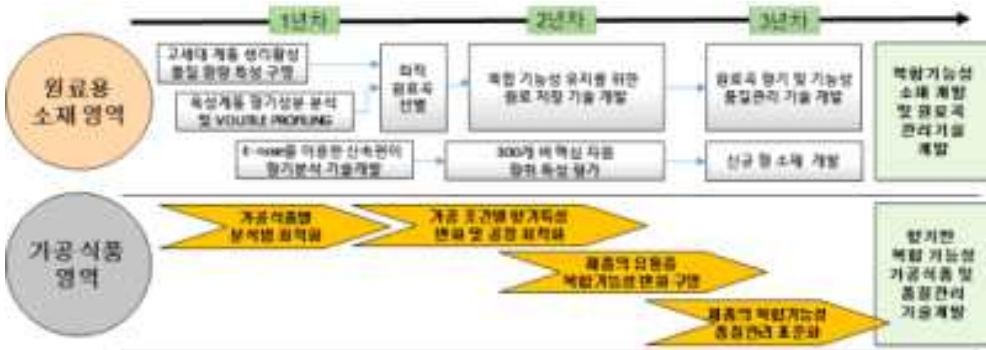 1년차
2년차
3년차
원료용
소재 영역
고세대 계통 생리활성
물질 함량 특성 구명
육성계통 향기성분 분석
및 VOLITILE PROFILING
최적
원료곡
선별
복합 기능성 유지를 위한
원료 저장 기술 개발
원료곡 향기 및 기능성
품질관리 기술 개발
E-nose를 이용한 신속간이
향기분석 기술개발
300개 벼 핵심 자원
향취 특성 평가
신규 향 소재 개발
복합기능성
소재 개발
및 원료곡
관리기술
개발
가공 식품
영역
가공식품별
분석법 최적화
가공 조건별 향기특성
변화 및 공정 최적화
제품의 유통중
복합기능성 변화 구명
제품의 복합기능성
품질관리 표준화
향기한
복합 기능성
가공식품 및
품질관리
기술개발